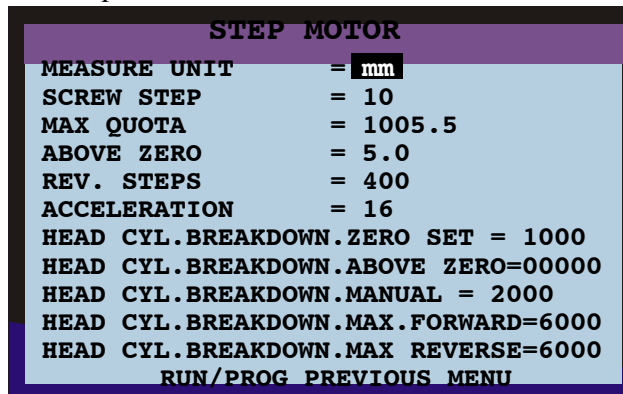 STEP MOTOR
MEASURE UNIT = mm
SCREW STEP = 10
MAX QUOTA = 1005.5
ABOVE ZERO = 5.0
REV. STEPS = 400
ACCELERATION = 16
HEAD CYL.BREAKDOWN.ZERO SET = 1000
HEAD CYL.BREAKDOWN.ABOVE ZERO=00000
HEAD CYL.BREAKDOWN.MANUAL = 2000
HEAD CYL.BREAKDOWN.MAX.FORWARD=6000
HEAD CYL.BREAKDOWN.MAX REVERSE=6000
RUN/PROG PREVIOUS MENU